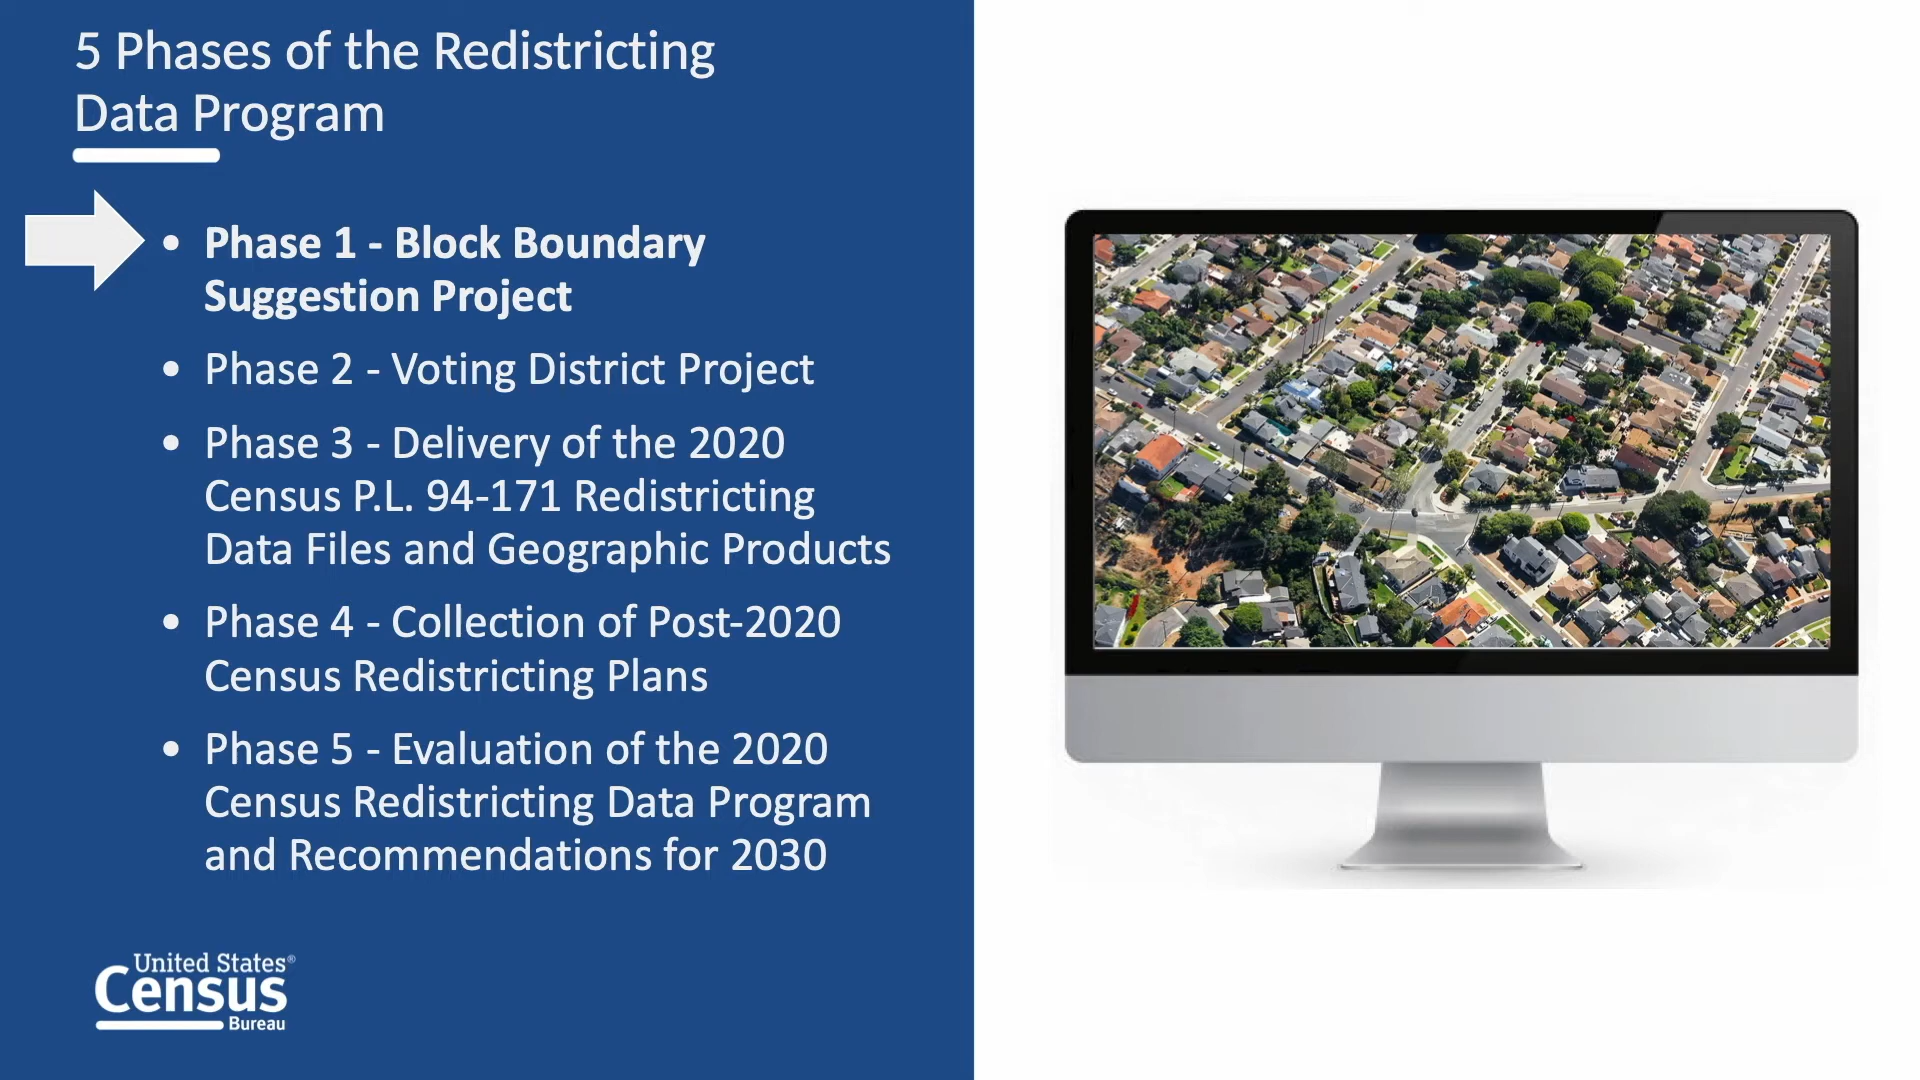 5 Phases of the Redistricting
Data Program
• Phase 1 - Block Boundary
Suggestion Project
• Phase 2 - Voting District Project
• Phase 3 - Delivery of the 2020
Census P.L. 94-171 Redistricting
Data Files and Geographic Products
• Phase 4 - Collection of Post-2020
Census Redistricting Plans
• Phase 5 - Evaluation of the 2020
Census Redistricting Data Program
and Recommendations for 2030
United States®
Census
Bureau